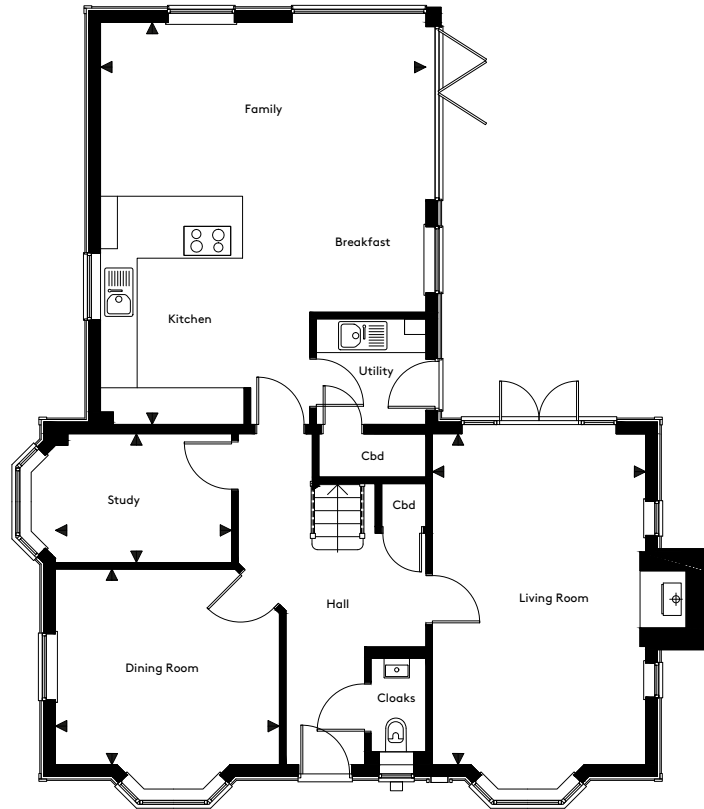 Family
Breakfast
Kitchen
Utility
Cbd
Study
Cbd
Living Room
Hall
Dining Room
Cloaks